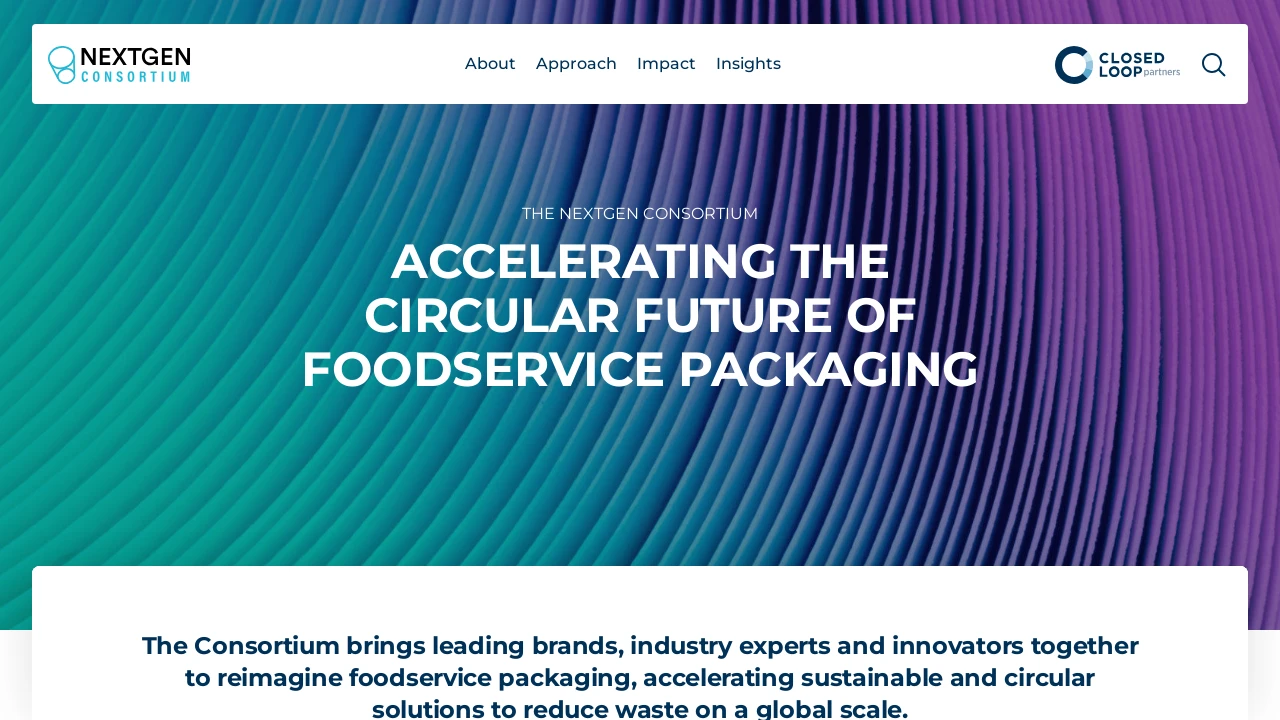 NEXTGEN
CONSORTIUM
About
Approach
Impact
Insights
CLOSED
LOOP partners
THE NEXTGEN CONSORTIUM
ACCELERATING THE
CIRCULAR FUTURE OF
FOODSERVICE PACKAGING
The Consortium brings leading brands, industry experts and innovators together
to reimagine foodservice packaging, accelerating sustainable and circular
solutions to reduce waste on a global scale.